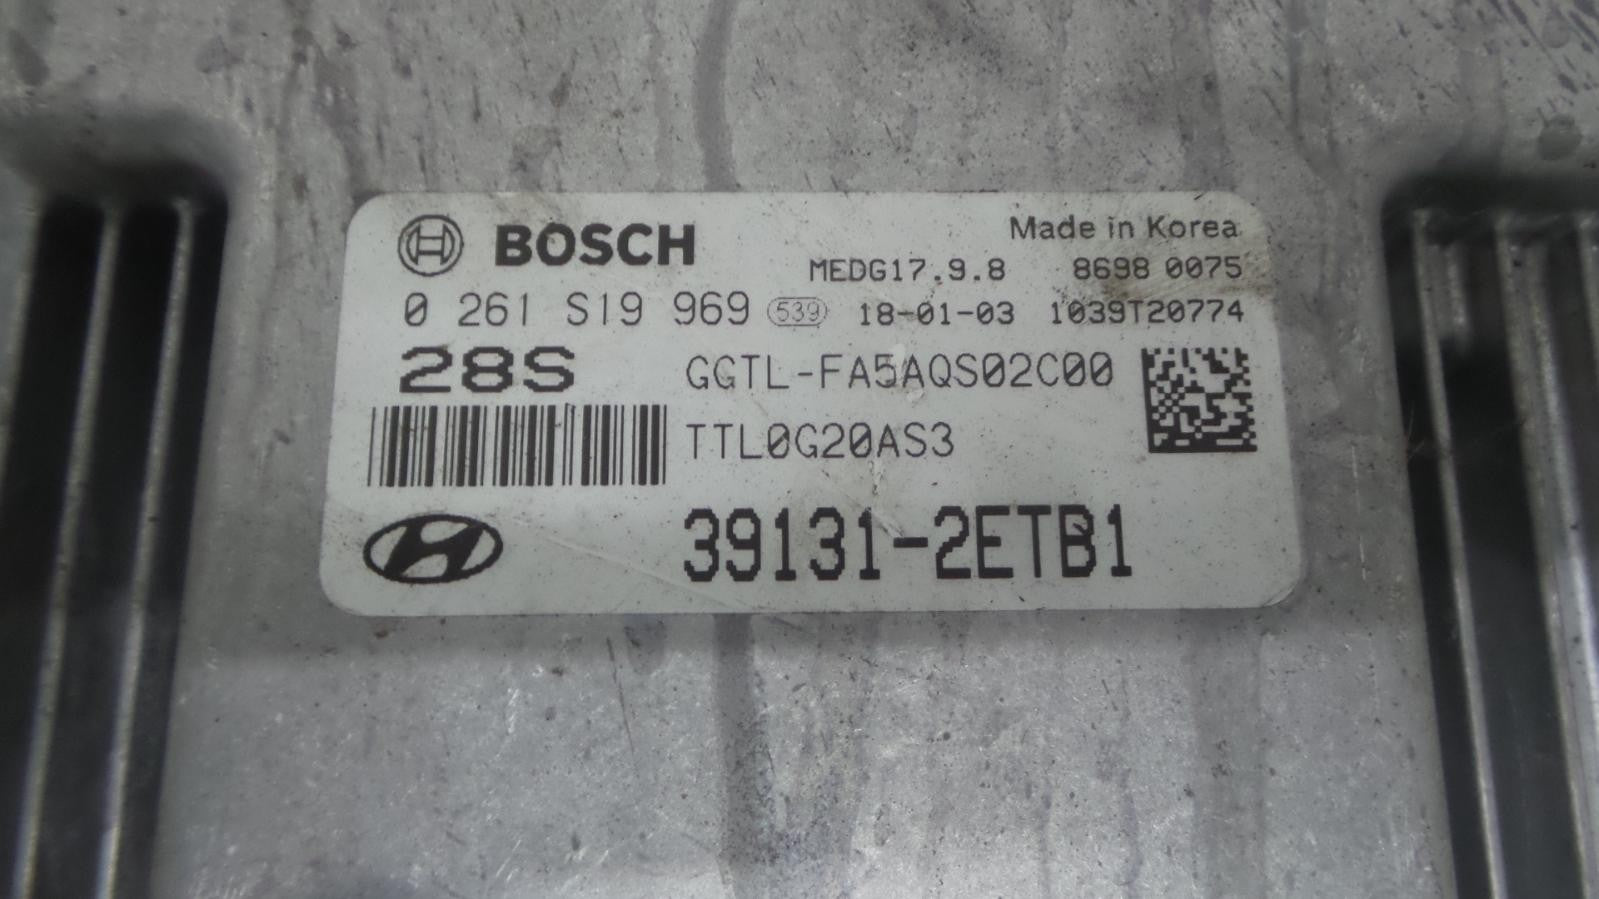 BOSCH Made in Korea
MEDG17.9.8 8698 0075
0 261 S19 969 539 18-01-03 1039T20774
28S GGTL-FA5AQS02C00
TTL0G20AS3
39131-2ETB1